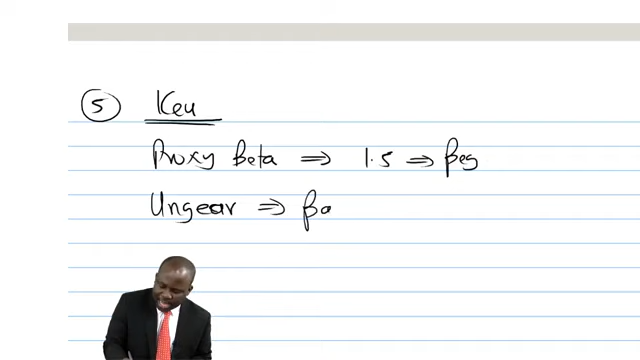 5 Keu
Proxy Beta ⇒ 1.5 ⇒ βeg
Ungear ⇒ βa